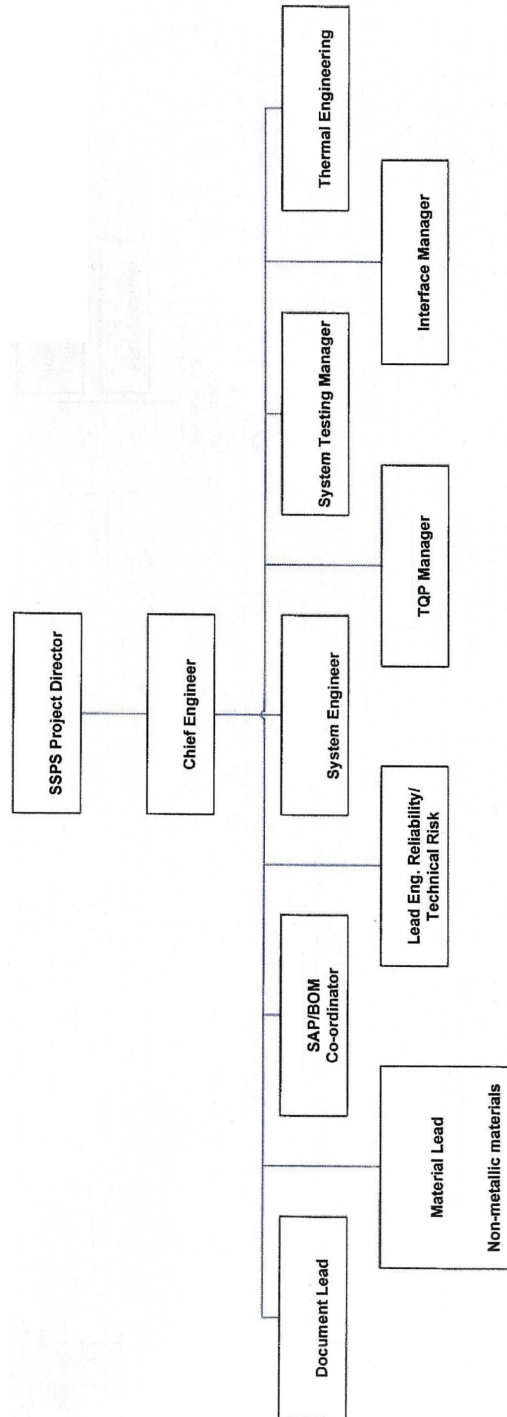 SSPS Project Director
Chief Engineer
Document Lead
SAP/BOM
Co-ordinator
System Engineer
System Testing Manager
Thermal Engineering
Material Lead
Non-metallic materials
Lead Eng. Reliability/
Technical Risk
TQP Manager
Interface Manager